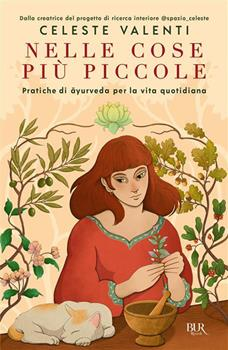 Dalla creatrice del progetto di ricerca interiore @spazio_celeste
CELESTE VALENTI
NELLE COSE
PIÙ PICCOLE
Pratiche di āyurveda per la vita quotidiana
BUR
Rizzoli